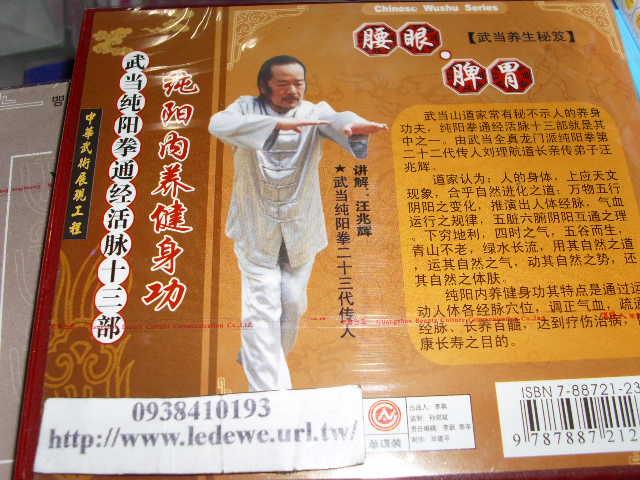 Chinese Wushu Series
腰眼·脾胃
【武当养生秘笈】
纯阳内养健身功
武当纯阳拳通经活脉十三部
中华武術展現工程
讲解：汪兆辉
★武当纯阳拳二十三代传人
武当山道家常有秘不示人的养身
功夫，纯阳拳通经活脉十三部就是其
中之一。由武当全真龙门派纯阳拳第
二十二代传人刘理航道长亲传弟子汪
兆辉。
道家认为：人的身体，上应天文
现象，合乎自然进化之道；万物五行
阴阳之变化，推演出人体经脉，气血
运行之规律，五脏六腑阴阳互通之理
。下穷地利，四时之气，五谷而生，
青山不老，绿水长流，用其自然之道
，运其自然之气，动其自然之势，还
其自然之体肤。
纯阳内养健身功其特点是通过运
动人体各经脉穴位，调正气血，疏通
经脉，长养百髓，达到疗伤治病，
康长寿之目的。
0938410193
http://www.ledewe.url.tw/
ISBN 7-88721-23
9 787887 212